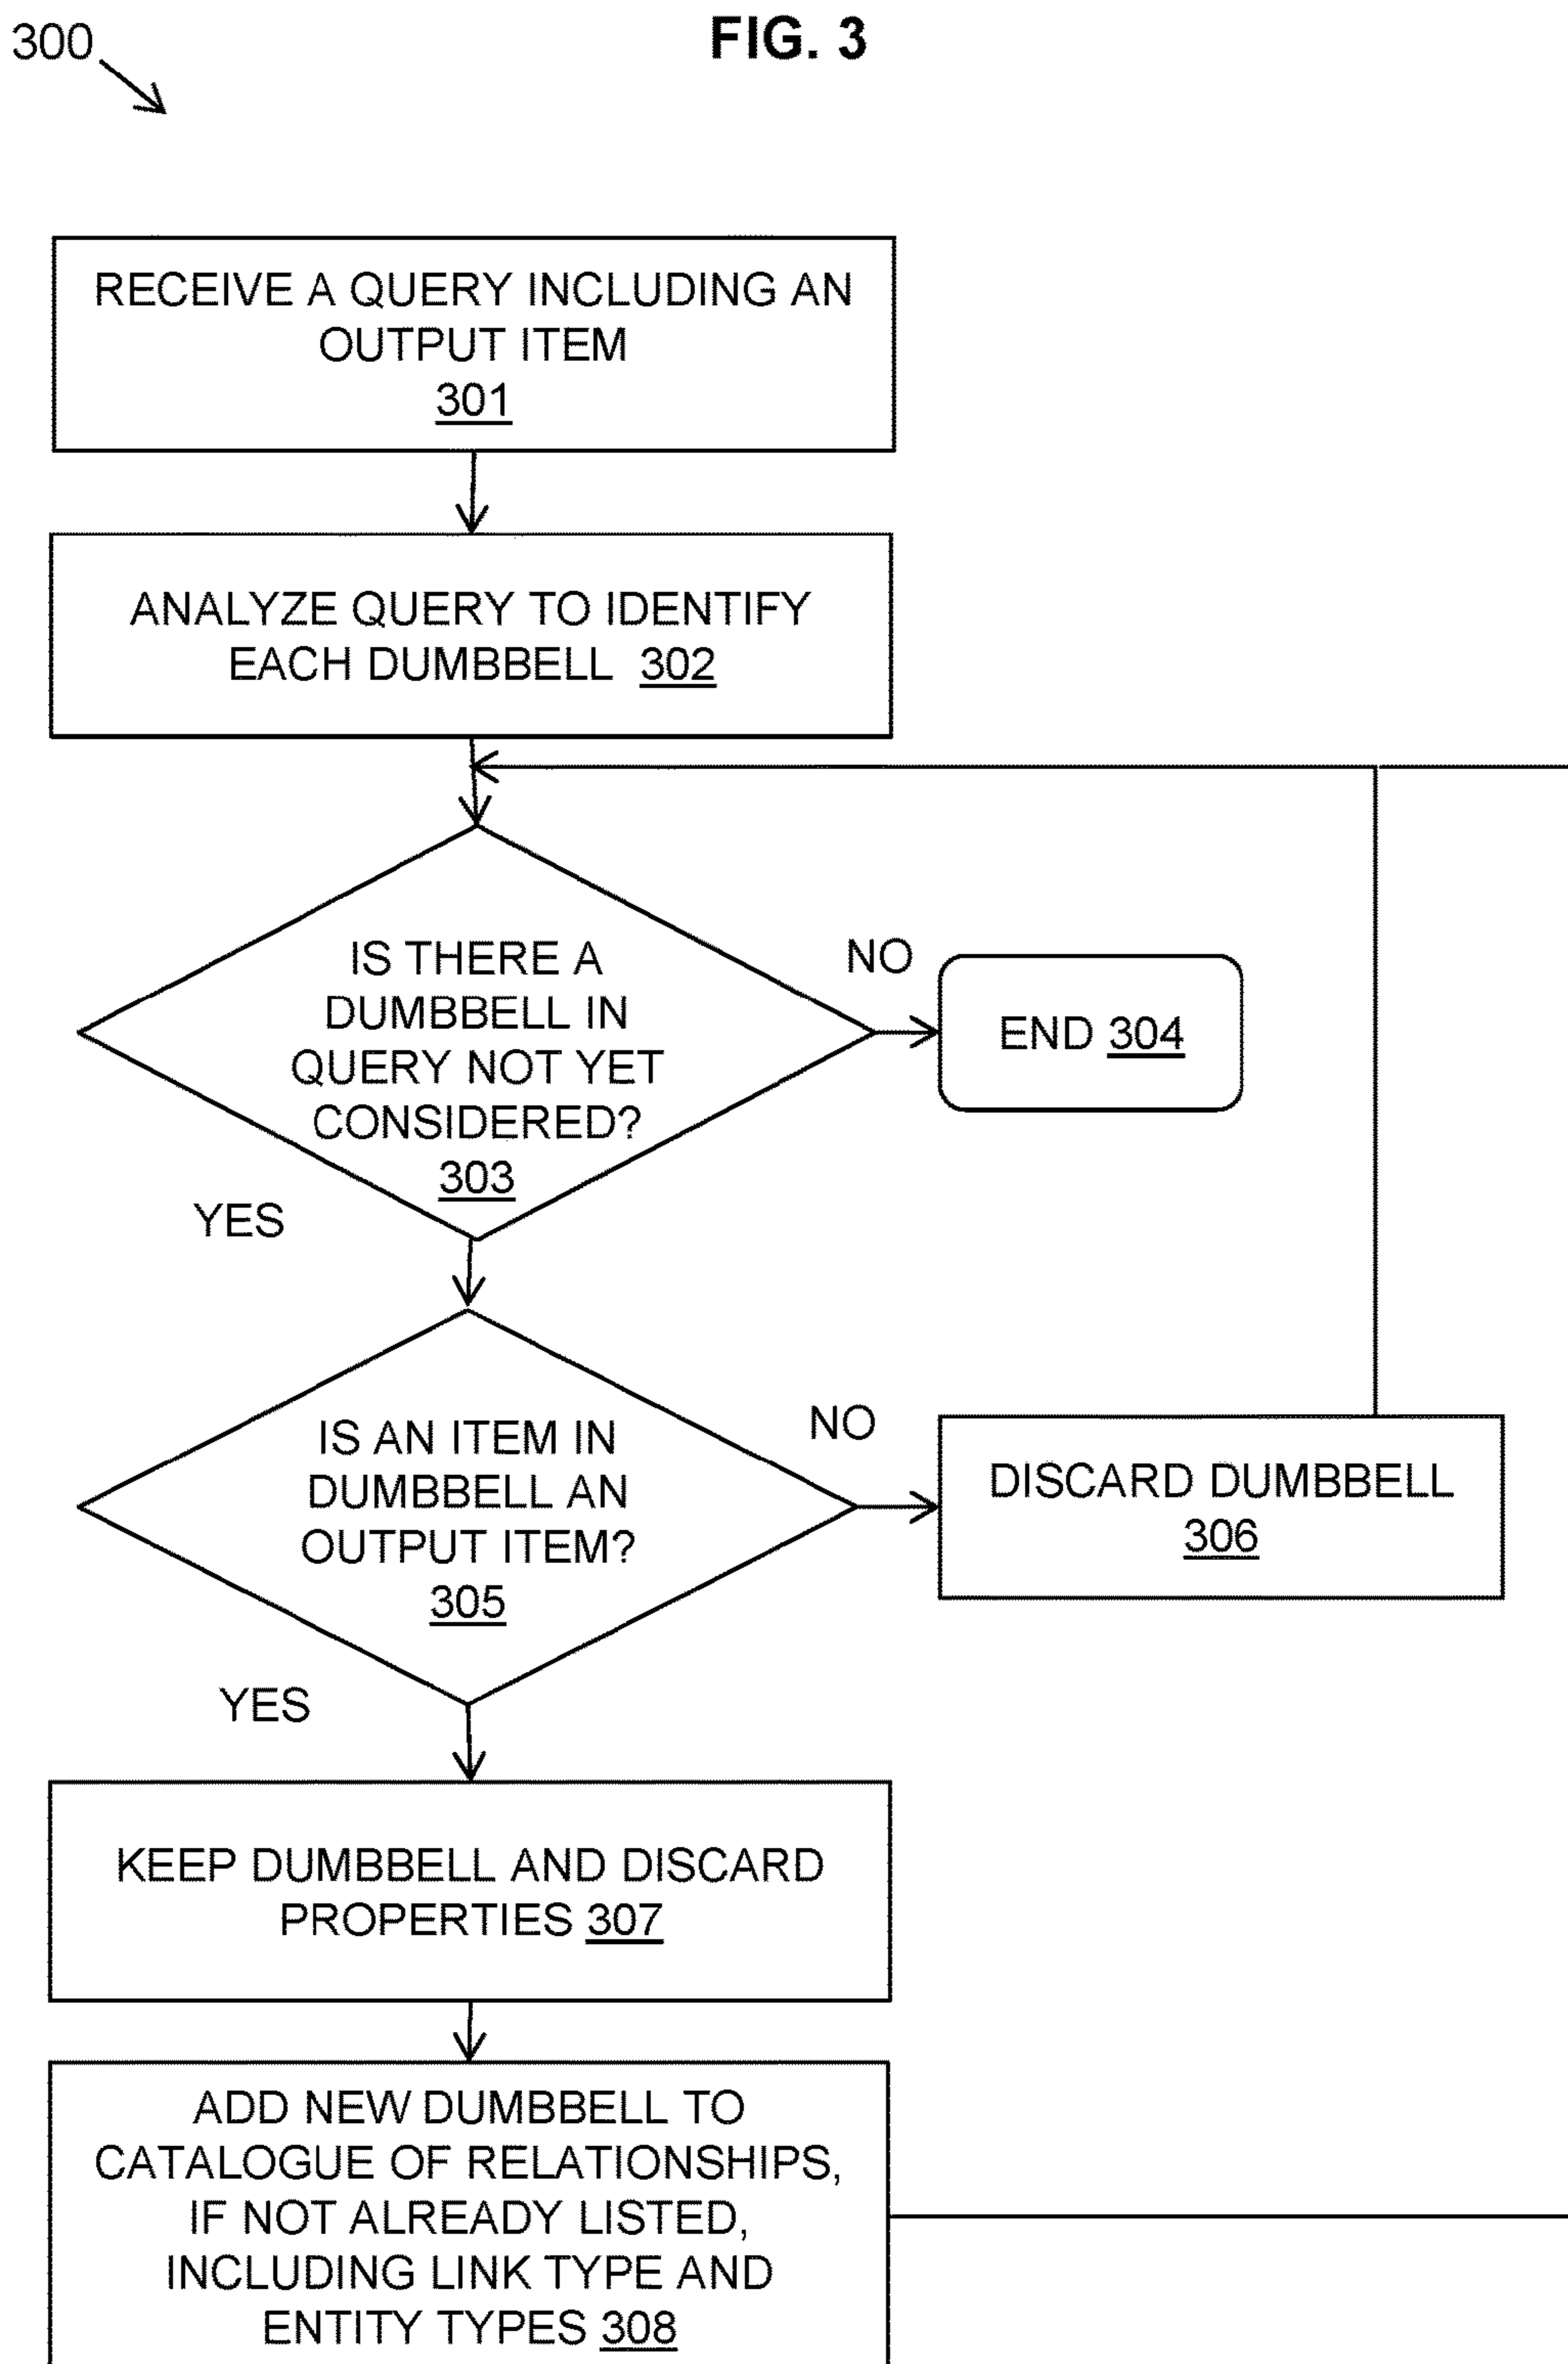 300
FIG. 3
RECEIVE A QUERY INCLUDING AN
OUTPUT ITEM
301
ANALYZE QUERY TO IDENTIFY
EACH DUMBBELL 302
IS THERE A
DUMBBELL IN
QUERY NOT YET
CONSIDERED?
303
NO
END 304
YES
IS AN ITEM IN
DUMBBELL AN
OUTPUT ITEM?
305
NO
DISCARD DUMBBELL
306
YES
KEEP DUMBBELL AND DISCARD
PROPERTIES 307
ADD NEW DUMBBELL TO
CATALOGUE OF RELATIONSHIPS,
IF NOT ALREADY LISTED,
INCLUDING LINK TYPE AND
ENTITY TYPES 308